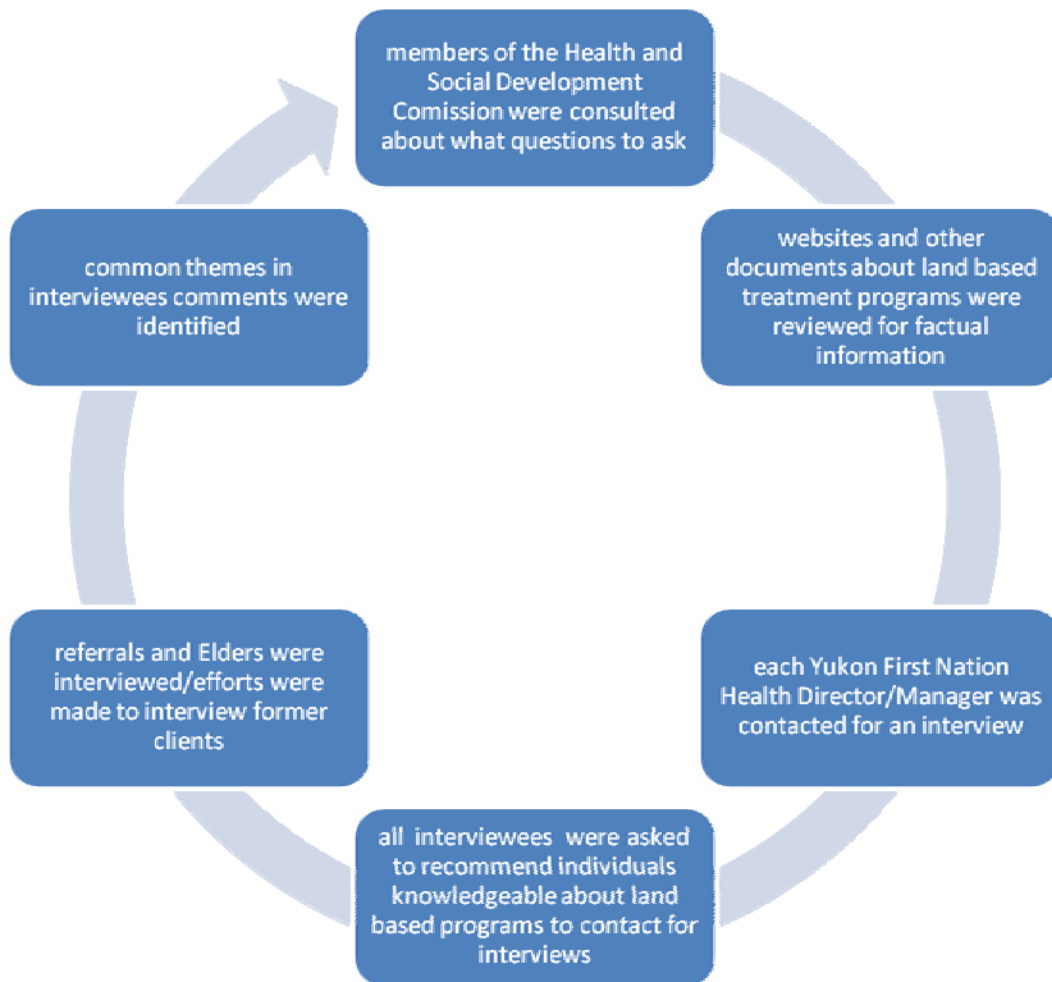 members of the Health and
Social Development
Comission were consulted
about what questions to ask
websites and other
documents about land based
treatment programs were
reviewed for factual
information
each Yukon First Nation
Health Director/Manager was
contacted for an interview
all interviewees were asked
to recommend individuals
knowledgeable about land
based programs to contact for
interviews
referrals and Elders were
interviewed/efforts were
made to interview former
clients
common themes in
interviewees comments were
identified